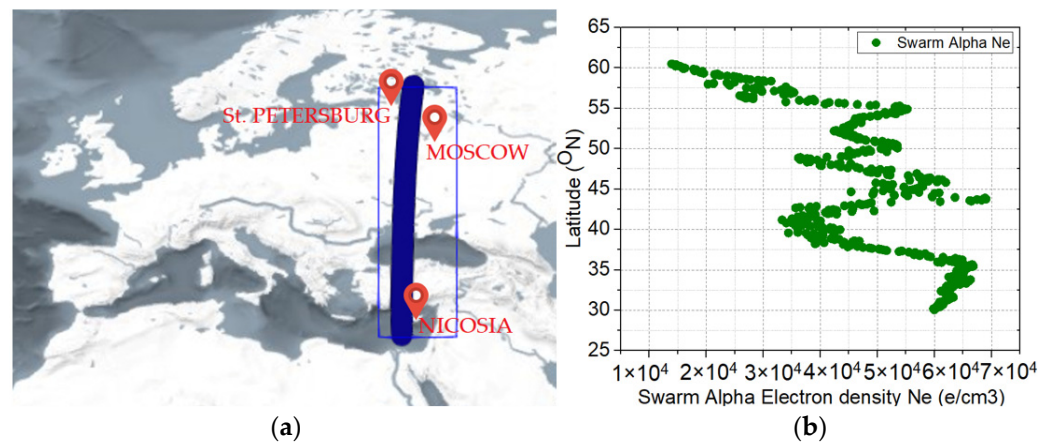 St. PETERSBURG
MOSCOW
NICOSIA
(a)
Swarm Alpha Ne
65
60
55
50
45
40
35
30
25
Latitude (ᴼN)
1×10⁴ 2×10⁴ 3×10⁴ 4×10⁴ 5×10⁴ 6×10⁴ 7×10⁴
Swarm Alpha Electron density Ne (e/cm3)
(b)